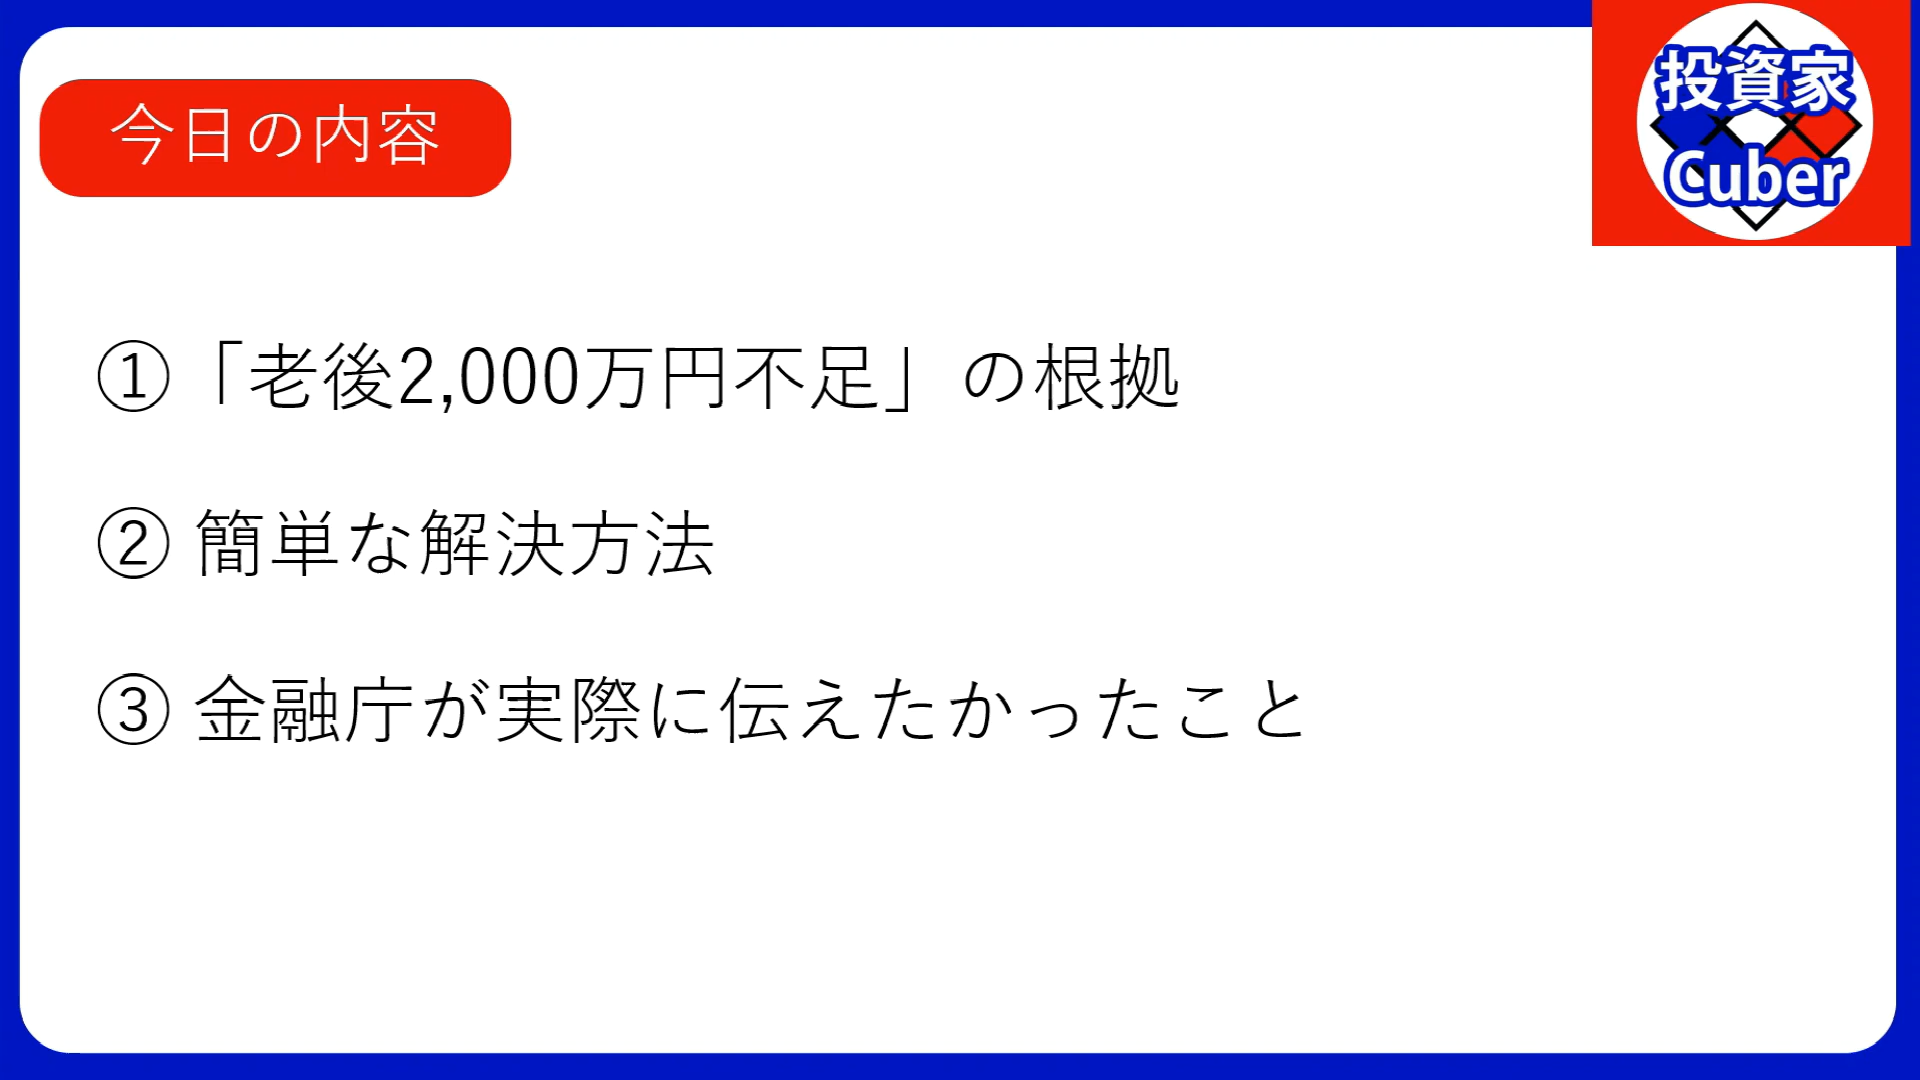 今日の内容
投資家
Cuber
①「老後2,000万円不足」の根拠
② 簡単な解決方法
③ 金融庁が実際に伝えたかったこと